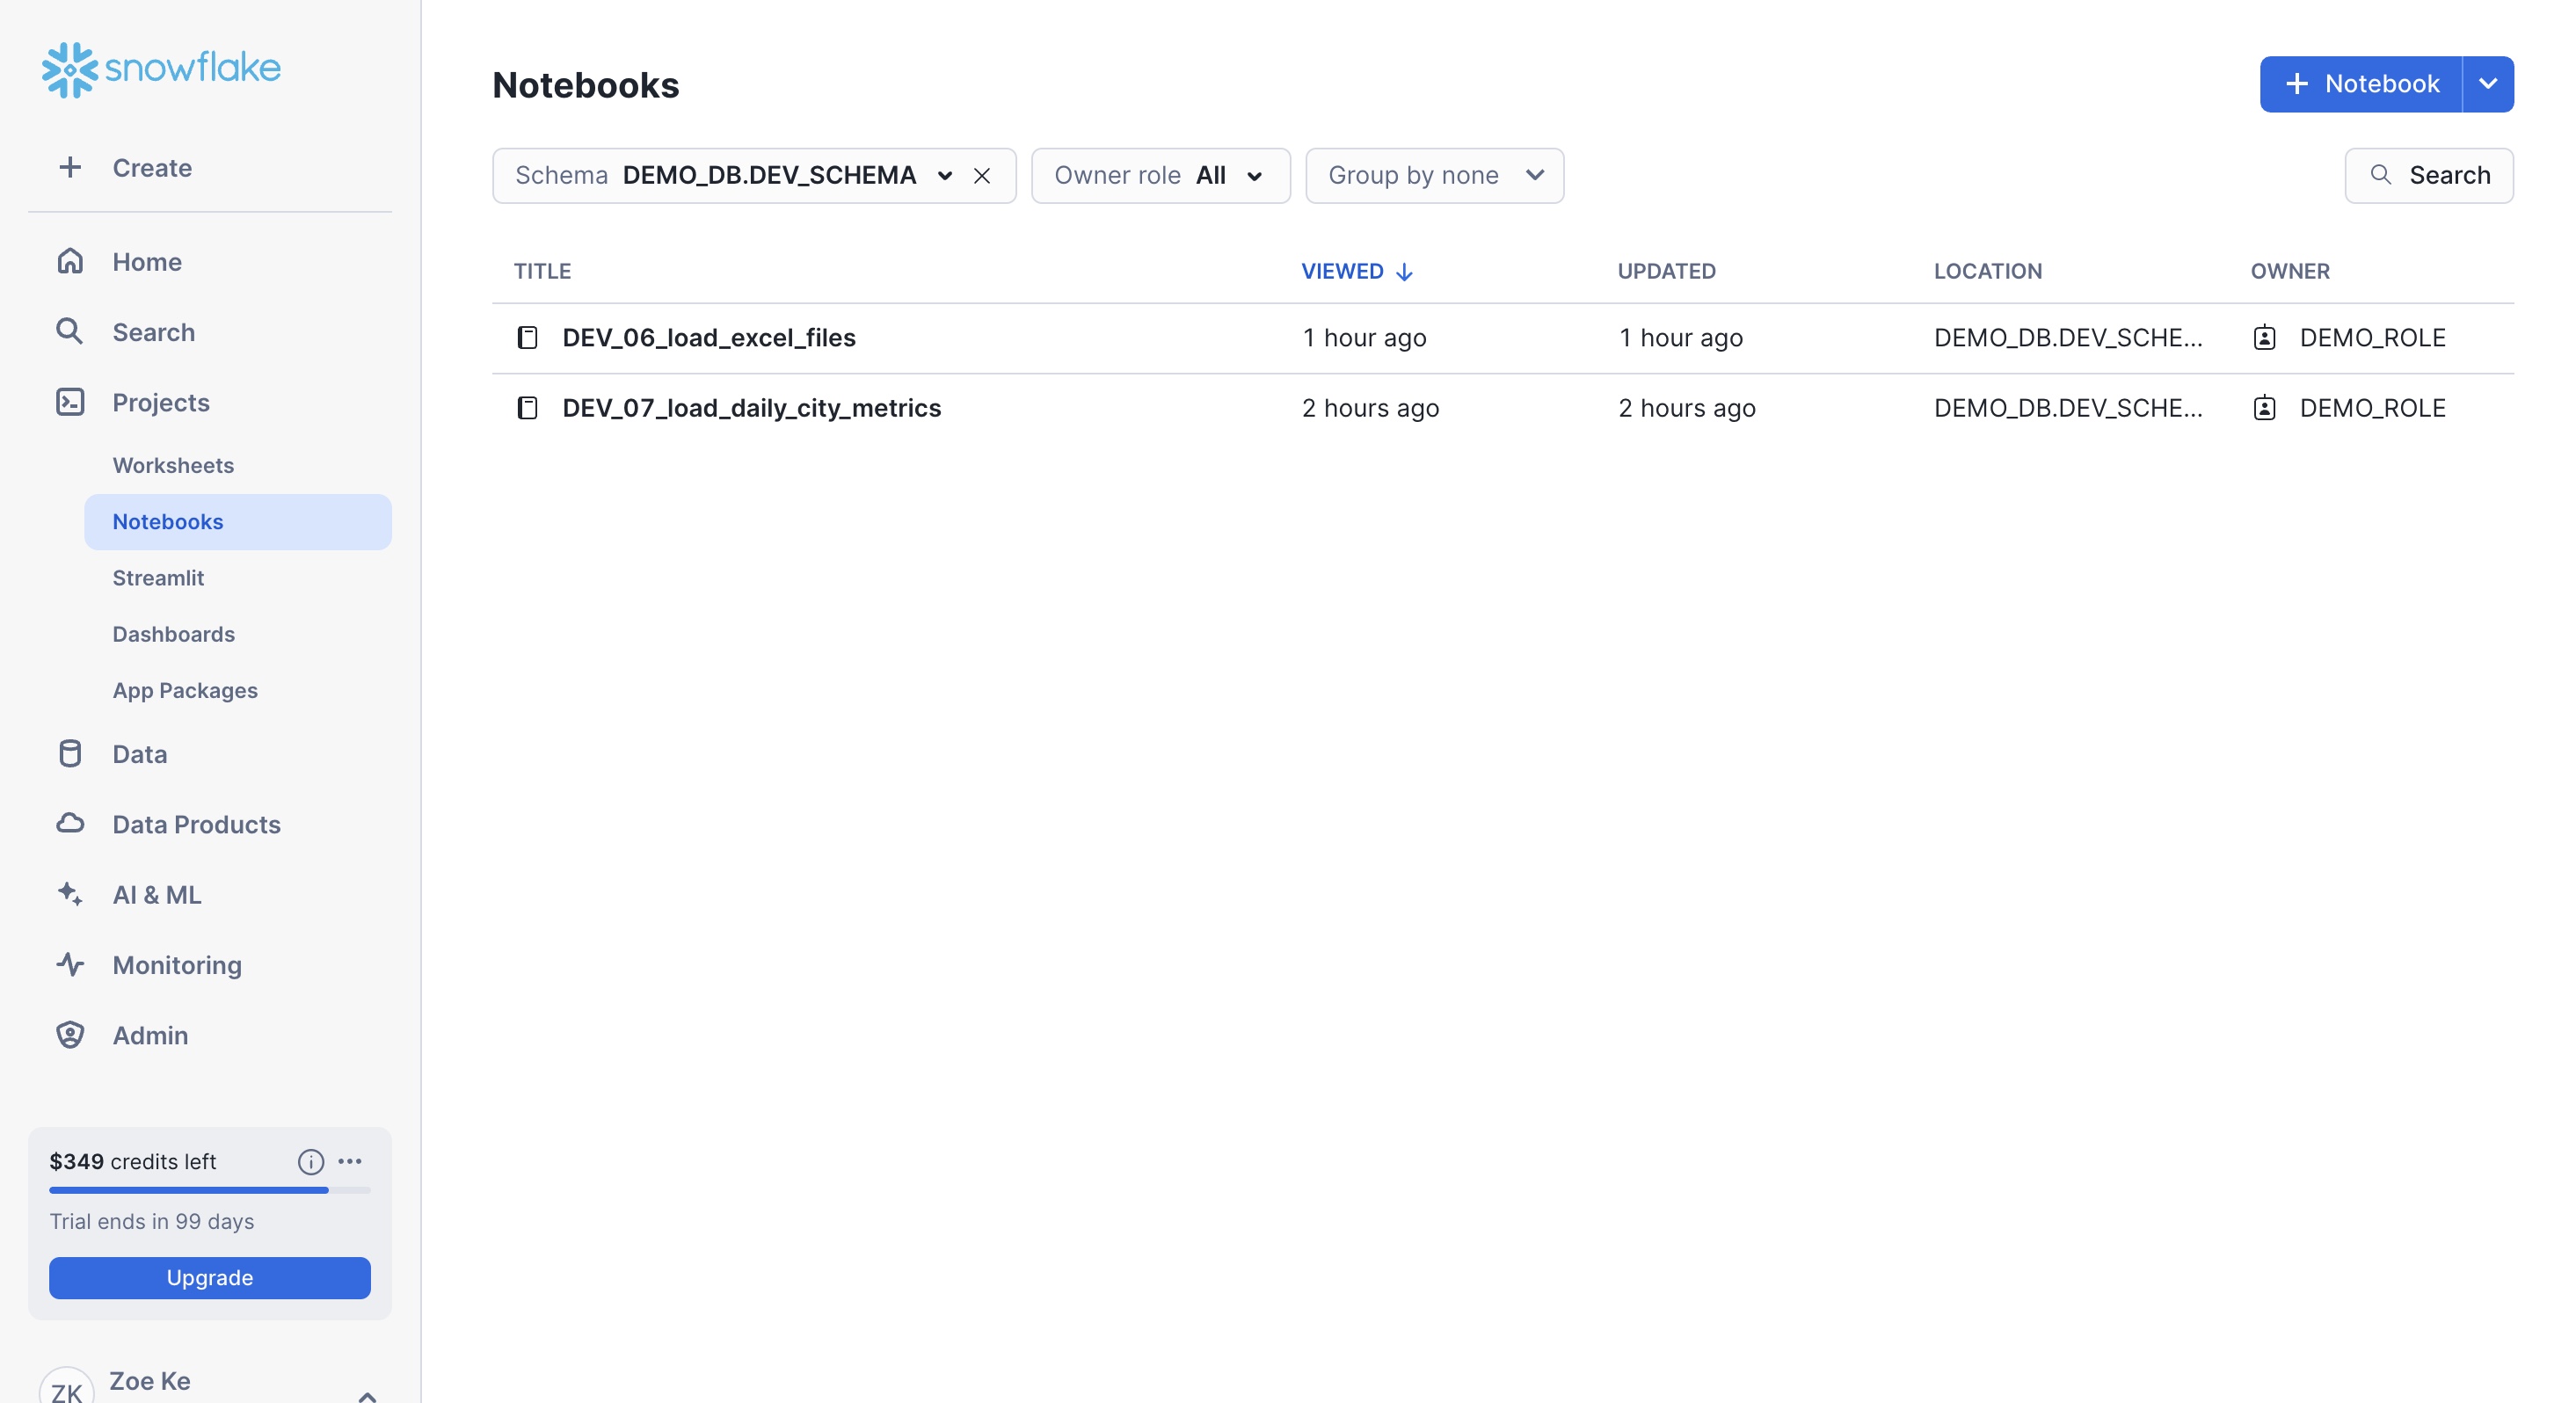 snowflake
Create
Home
Search
Projects
Worksheets
Notebooks
Streamlit
Dashboards
App Packages
Data
Data Products
AI & ML
Monitoring
Admin
$349 credits left
Trial ends in 99 days
Upgrade
ZK Zoe Ke
Notebooks
Notebook
Schema DEMO_DB.DEV_SCHEMA Owner role All Group by none Search
TITLE VIEWED UPDATED LOCATION OWNER
DEV_06_load_excel_files 1 hour ago 1 hour ago DEMO_DB.DEV_SCHE... DEMO_ROLE
DEV_07_load_daily_city_metrics 2 hours ago 2 hours ago DEMO_DB.DEV_SCHE... DEMO_ROLE